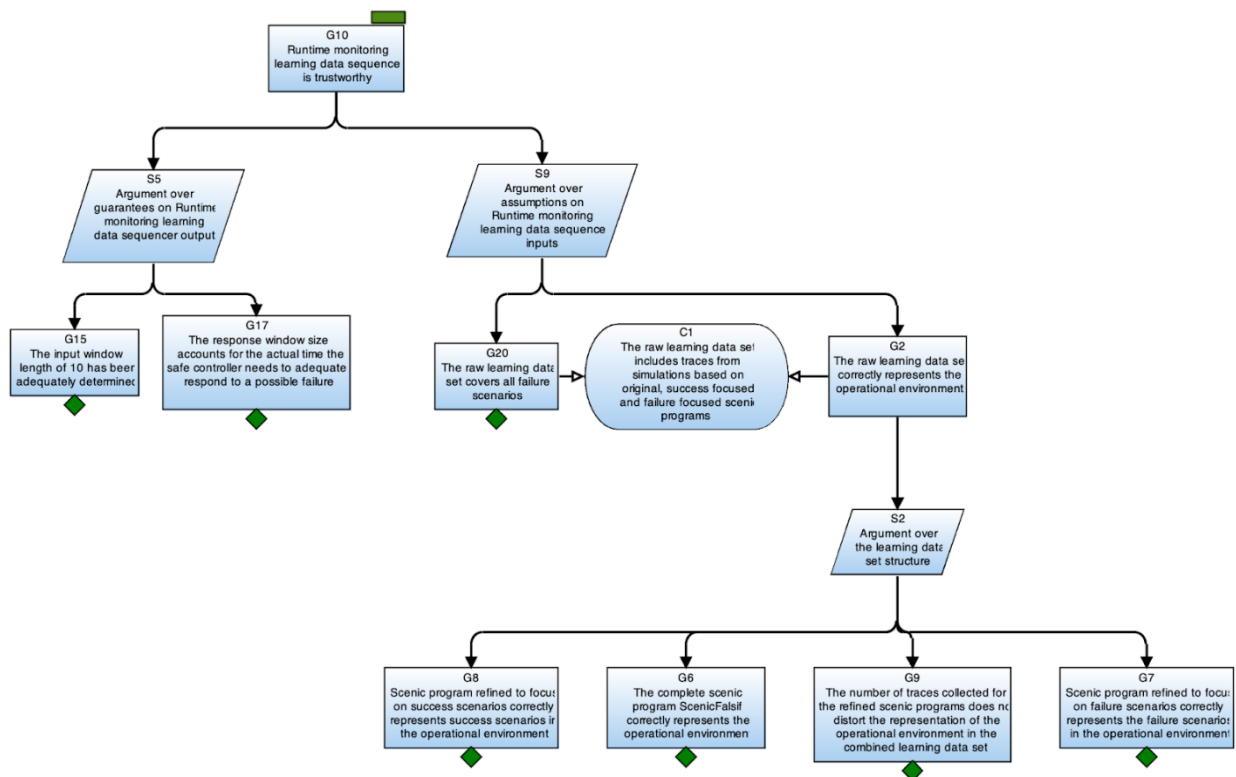 G10
Runtime monitoring
learning data sequence
is trustworthy
S5
Argument over
guarantees on Runtime
monitoring learning
data sequencer output
S9
Argument over
assumptions on
Runtime monitoring
learning data sequence
inputs
G15
The input window
length of 10 has been
adequately determined
G17
The response window size
accounts for the actual time the
safe controller needs to adequate
respond to a possible failure
G20
The raw learning data
set covers all failure
scenarios
C1
The raw learning data set
includes traces from
simulations based on
original, success focused
and failure focused scenic
programs
G2
The raw learning data se
correctly represents the
operational environment
S2
Argument over
the learning data
set structure
G8
Scenic program refined to focus
on success scenarios correctly
represents success scenarios in
the operational environment
G6
The complete scenic
program ScenicFalsif
correctly represents the
operational environmen
G9
The number of traces collected for
the refined scenic programs does no
distort the representation of the
operational environment in the
combined learning data set
G7
Scenic program refined to focus
on failure scenarios correctly
represents the failure scenarios
in the operational environment